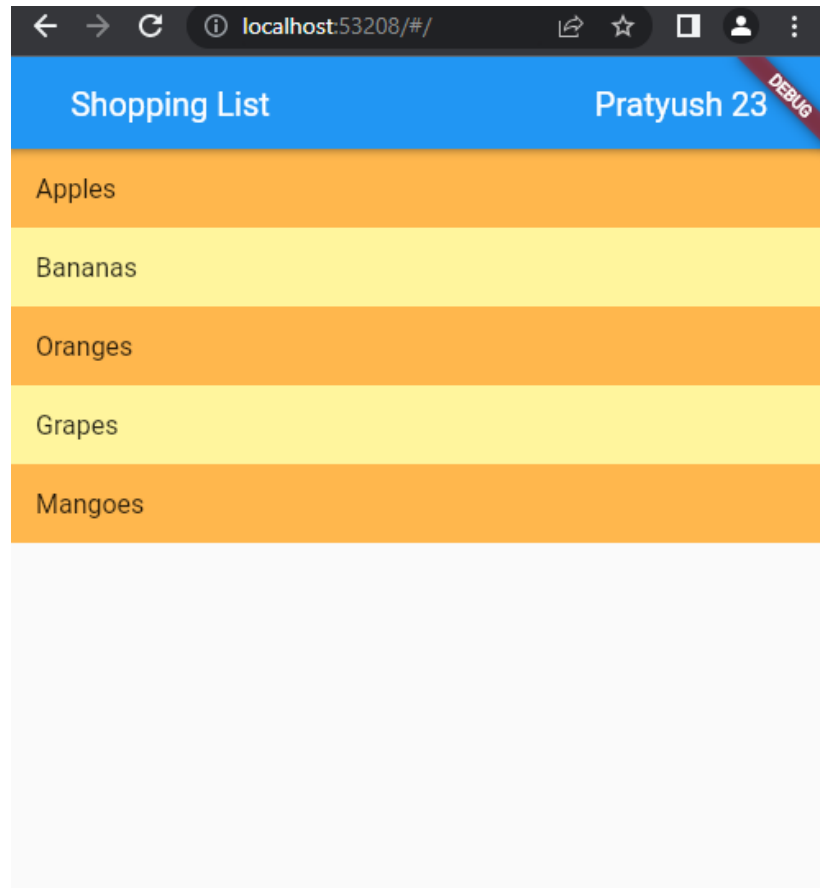 localhost:53208/#/
Shopping List Pratyush 23
DEBUG
Apples
Bananas
Oranges
Grapes
Mangoes